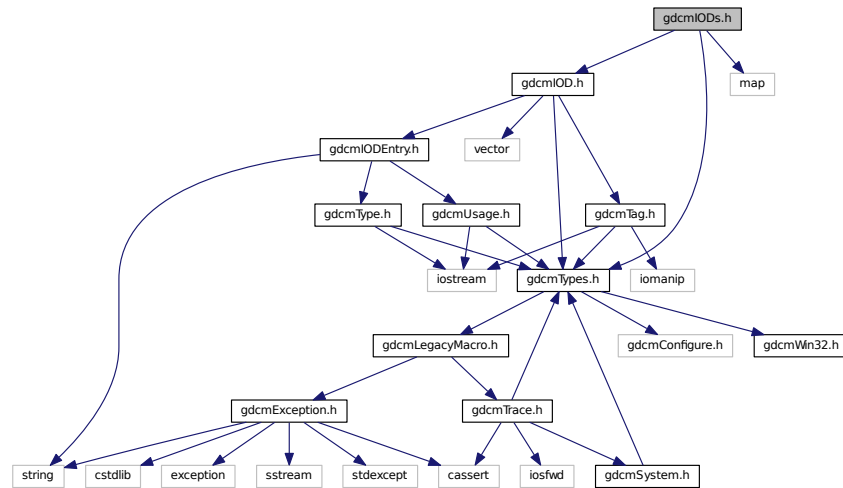 gdcmIODs.h
gdcmIOD.h
map
gdcmIODEntry.h
vector
gdcmType.h
gdcmUsage.h
gdcmTag.h
iostream
gdcmTypes.h
iomanip
gdcmLegacyMacro.h
gdcmConfigure.h
gdcmWin32.h
gdcmException.h
gdcmTrace.h
string
cstdlib
exception
sstream
stdexcept
cassert
iosfwd
gdcmSystem.h